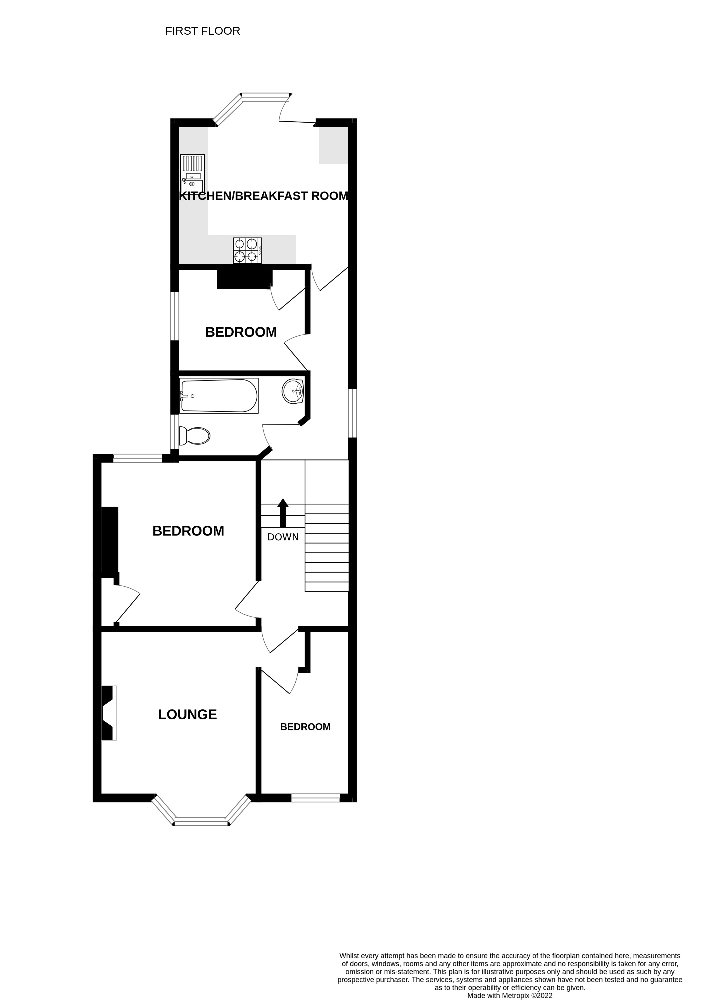 FIRST FLOOR
KITCHEN/BREAKFAST ROOM
BEDROOM
BEDROOM
DOWN
LOUNGE
BEDROOM
Whilst every attempt has been made to ensure the accuracy of the floorplan contained here, measurements
of doors, windows, rooms and any other items are approximate and no responsibility is taken for any error,
omission or mis-statement. This plan is for illustrative purposes only and should be used as such by any
prospective purchaser. The services, systems and appliances shown have not been tested and no guarantee
as to their operability or efficiency can be given.
Made with Metropix ©2022